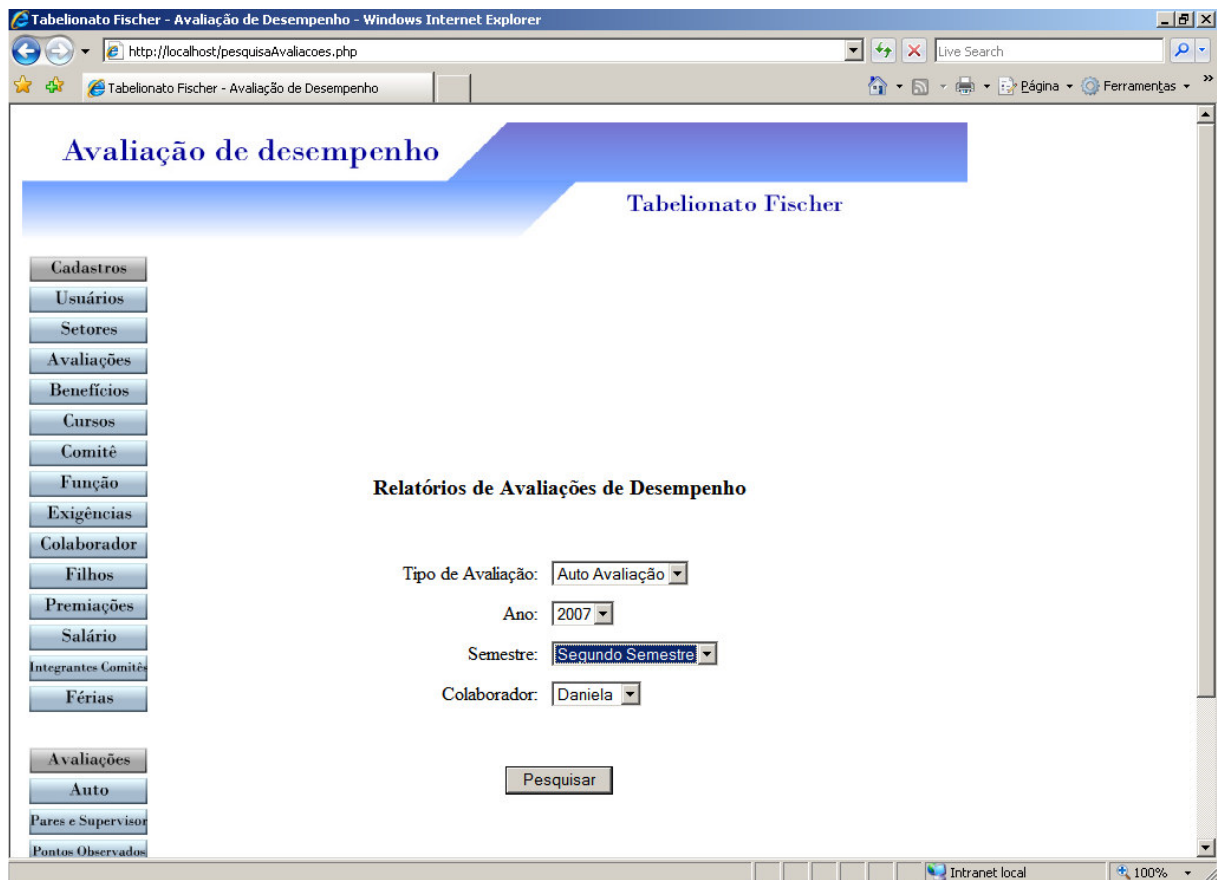 Tabelionato Fischer - Avaliação de Desempenho - Windows Internet Explorer
http://localhost/pesquisaAvaliacoes.php
Live Search
Tabelionato Fischer - Avaliação de Desempenho
Página
Ferramentas
»
Avaliação de desempenho
Tabelionato Fischer
Cadastros
Usuários
Setores
Avaliações
Benefícios
Cursos
Comitê
Função
Exigências
Colaborador
Filhos
Premiações
Salário
Integrantes Comitês
Férias
Avaliações
Auto
Pares e Supervisor
Pontos Observados
Relatórios de Avaliações de Desempenho
Tipo de Avaliação: Auto Avaliação
Ano: 2007
Semestre: Segundo Semestre
Colaborador: Daniela
Pesquisar
Intranet local
100%